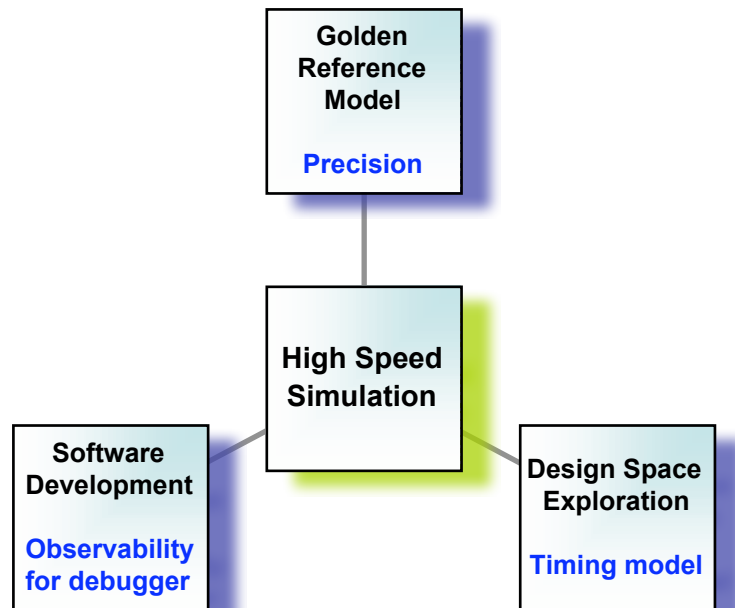 Golden
Reference
Model
Precision
High Speed
Simulation
Software
Development
Observability
for debugger
Design Space
Exploration
Timing model